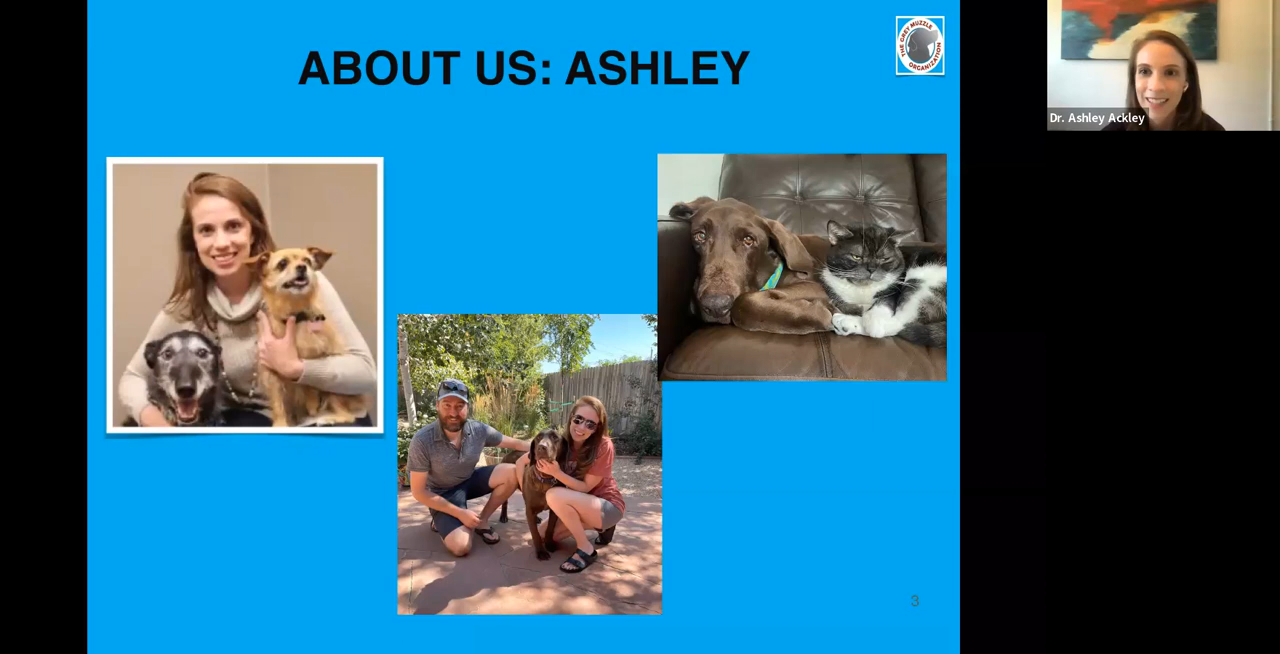 ABOUT US: ASHLEY
THE GREY MUZZLE
ORGANIZATION
Dr. Ashley Ackley
3